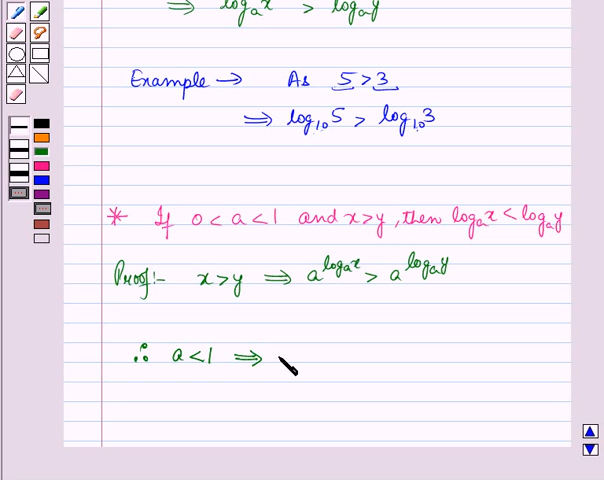 ⇒ logₐx > logₐy
Example → As 5 > 3
⇒ log₁₀5 > log₁₀3
* If 0 < a < 1 and x > y, then logₐx < logₐy
Proof:- x > y ⇒ a^(logₐx) > a^(logₐy)
∴ a < 1 ⇒